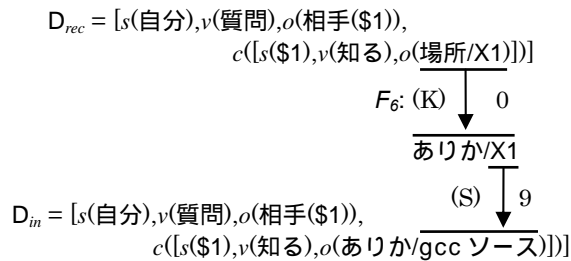 D_rec = [s(自分),v(質問),o(相手($1)),
c([s($1),v(知る),o(場所/X1)])]
F₆: (K) 0
ありか/X1
(S) 9
D_in = [s(自分),v(質問),o(相手($1)),
c([s($1),v(知る),o(ありか/gcc ソース)])]